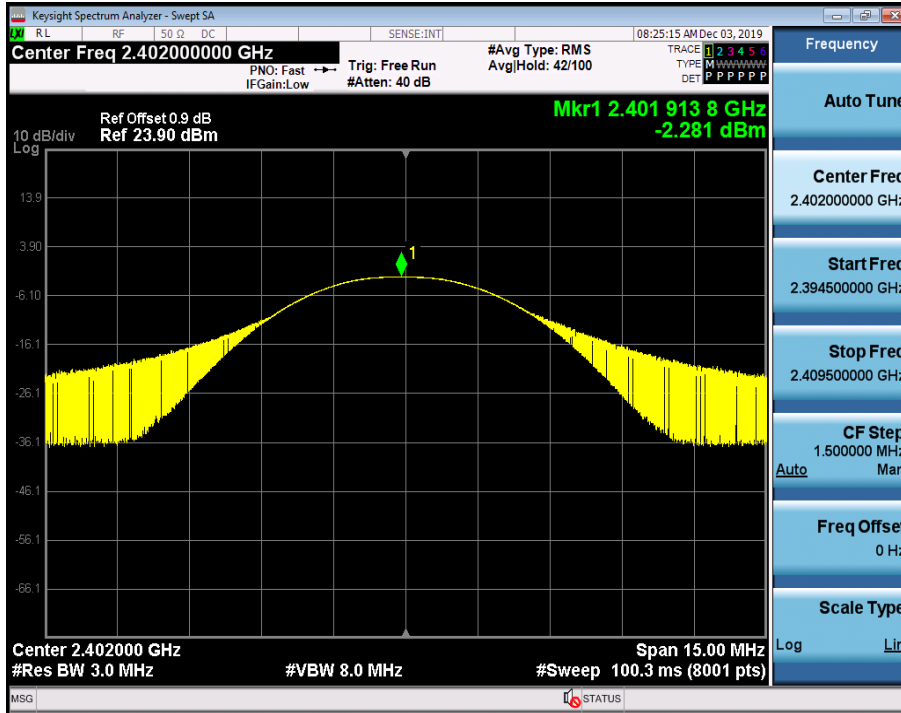 Keysight Spectrum Analyzer - Swept SA
LXI RL RF 50 Ω DC SENSE:INT 08:25:15 AM Dec 03, 2019
Center Freq 2.402000000 GHz
PNO: Fast
IFGain:Low
Trig: Free Run
#Atten: 40 dB
#Avg Type: RMS
Avg|Hold: 42/100
TRACE 1 2 3 4 5 6
TYPE M W W W W W
DET P P P P P P
Ref Offset 0.9 dB
10 dB/div Ref 23.90 dBm
Log
Mkr1 2.401 913 8 GHz
-2.281 dBm
13.9
3.90
1
-6.10
-16.1
-26.1
-36.1
-46.1
-56.1
-66.1
Center 2.402000 GHz Span 15.00 MHz
#Res BW 3.0 MHz #VBW 8.0 MHz #Sweep 100.3 ms (8001 pts)
MSG STATUS
Frequency
Auto Tune
Center Freq
2.402000000 GHz
Start Freq
2.394500000 GHz
Stop Freq
2.409500000 GHz
CF Step
1.500000 MHz
Auto Man
Freq Offset
0 Hz
Scale Type
Log Lin